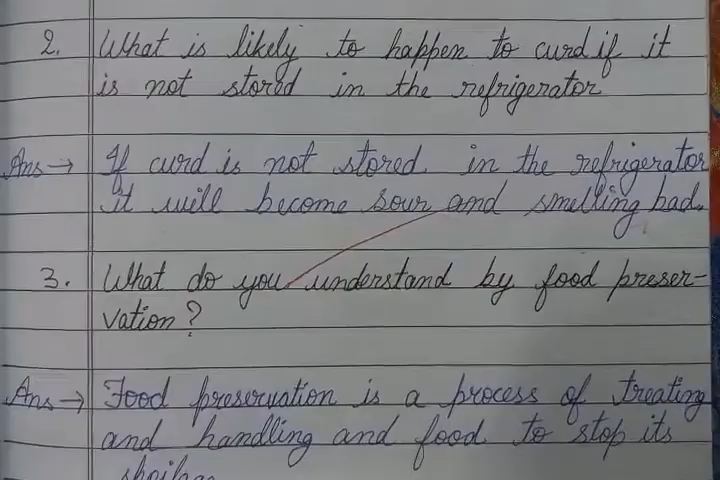 2. What is likely to happen to curd if it
is not stored in the refrigerator
Ans → If curd is not stored in the refrigerator
it will become sour and smelling bad.
3. What do you understand by food preser-
vation?
Ans → Food preservation is a process of treating
and handling and food to stop its